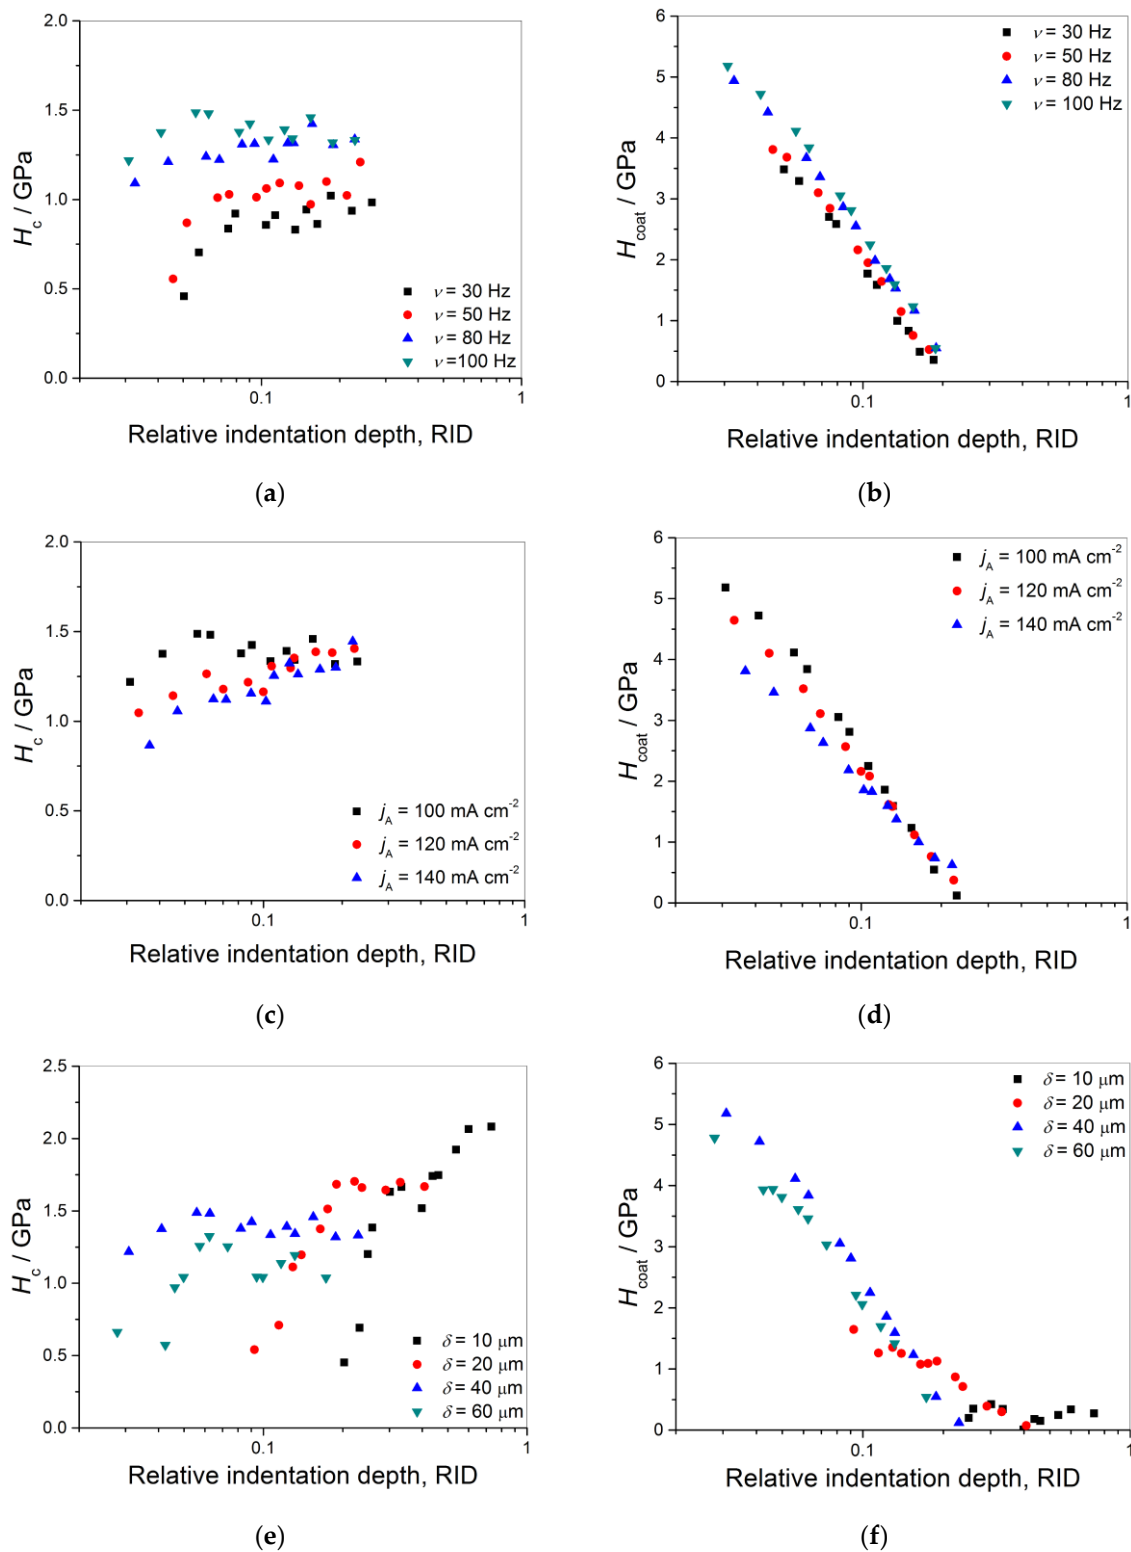 2.0
1.5
1.0
0.5
0.0
H_c / GPa
ν = 30 Hz
ν = 50 Hz
ν = 80 Hz
ν =100 Hz
0.1
1
Relative indentation depth, RID
(a)
6
5
4
3
2
1
0
H_coat / GPa
ν = 30 Hz
ν = 50 Hz
ν = 80 Hz
ν = 100 Hz
0.1
1
Relative indentation depth, RID
(b)
2.0
1.5
1.0
0.5
0.0
H_c / GPa
j_A = 100 mA cm⁻²
j_A = 120 mA cm⁻²
j_A = 140 mA cm⁻²
0.1
1
Relative indentation depth, RID
(c)
6
5
4
3
2
1
0
H_coat / GPa
j_A = 100 mA cm⁻²
j_A = 120 mA cm⁻²
j_A = 140 mA cm⁻²
0.1
1
Relative indentation depth, RID
(d)
2.5
2.0
1.5
1.0
0.5
0.0
H_c / GPa
δ = 10 μm
δ = 20 μm
δ = 40 μm
δ = 60 μm
0.1
1
Relative indentation depth, RID
(e)
6
5
4
3
2
1
0
H_coat / GPa
δ = 10 μm
δ = 20 μm
δ = 40 μm
δ = 60 μm
0.1
1
Relative indentation depth, RID
(f)